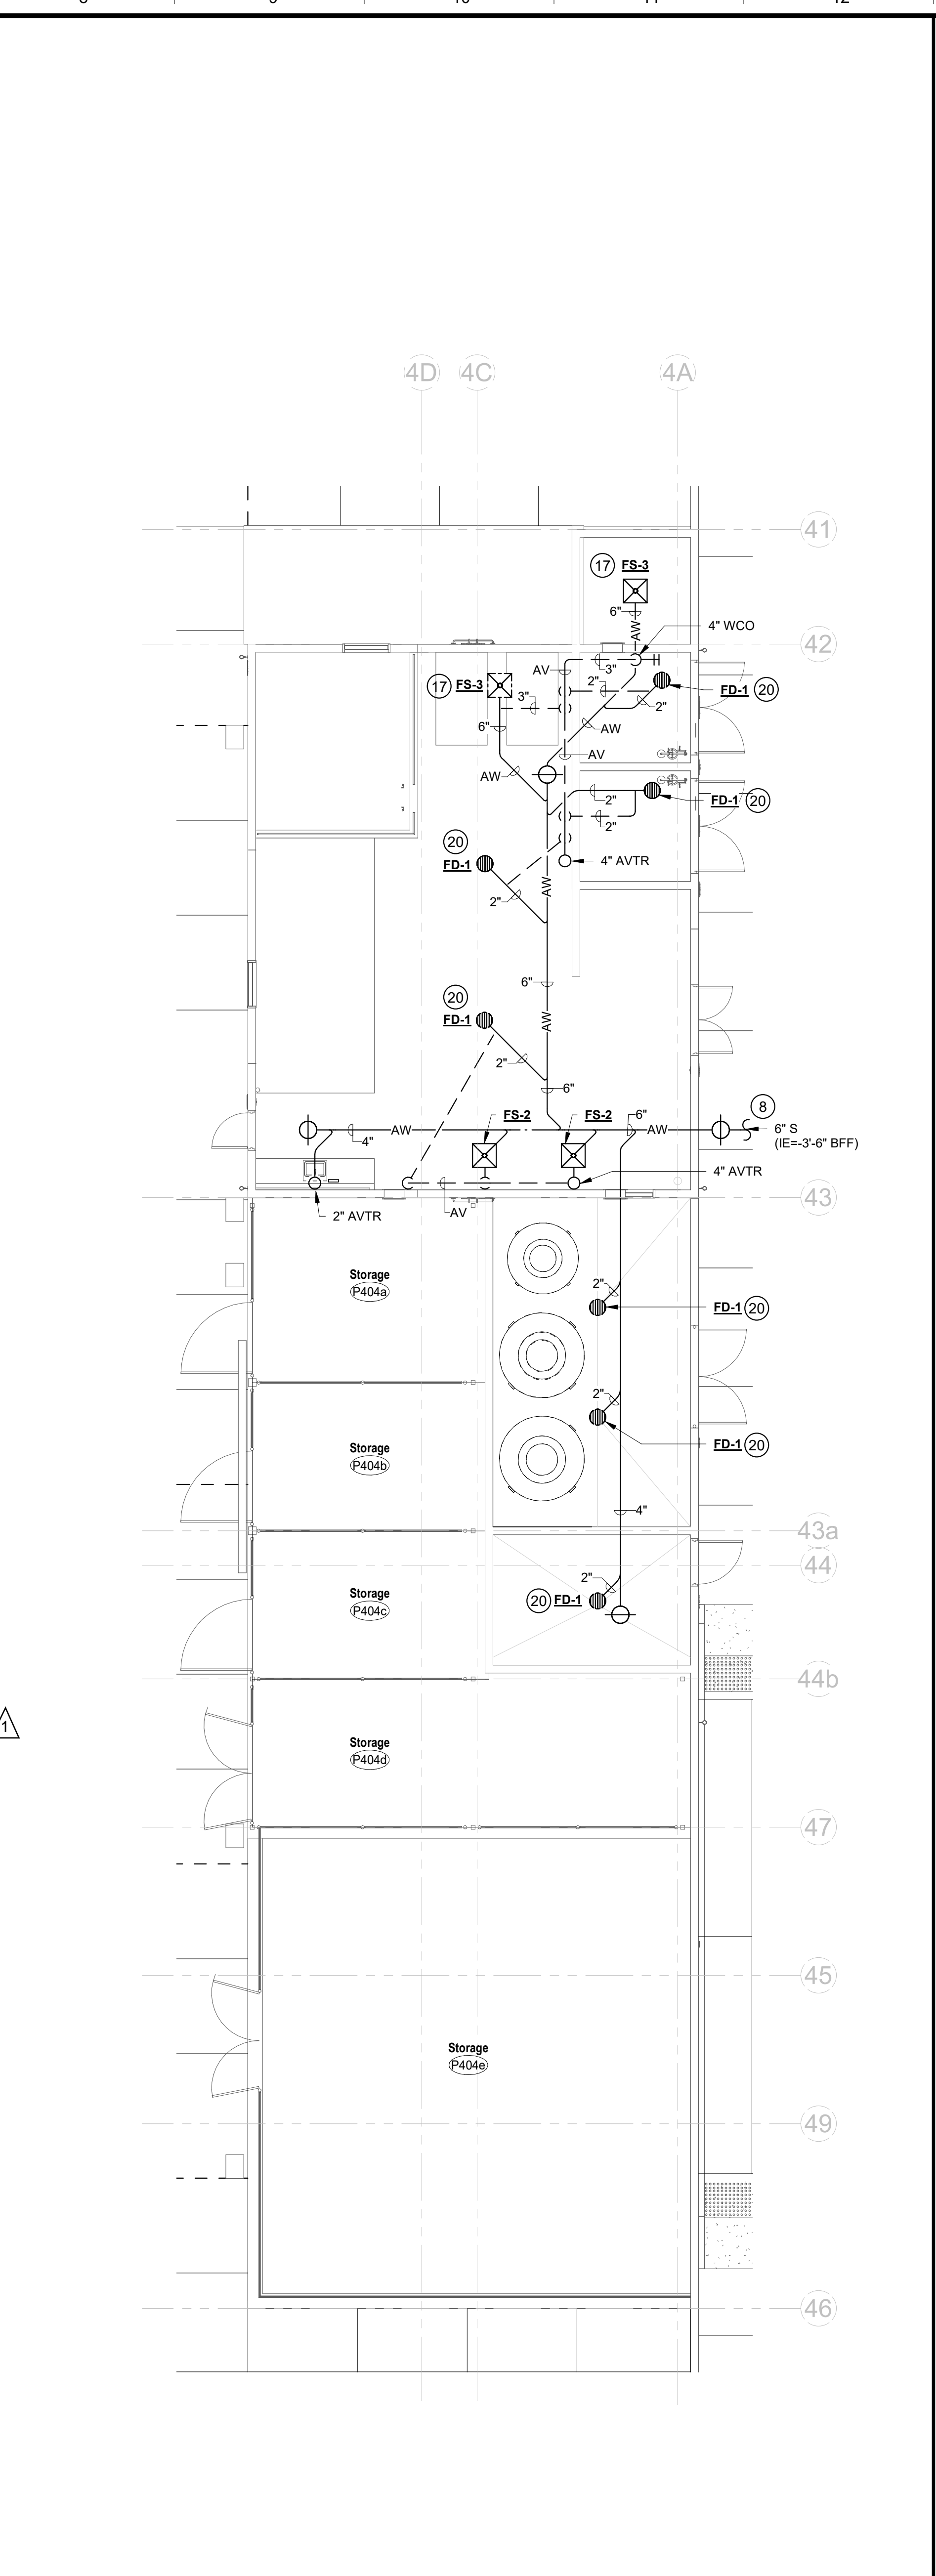 4D 4C 4A
41
17 FS-3
6"
AW
4" WCO
42
AV
3"
2"
17 FS-3
3"
FD-1 20
2"
6"
AW
AV
AW
2"
FD-1 20
2"
20
FD-1
4" AVTR
AW
2"
6"
20
FD-1
AW
2"
6"
FS-2
FS-2
6"
8
4"
AW
AW
6" S
(IE=-3'-6" BFF)
4" AVTR
2" AVTR
AV
43
Storage
P404a
2"
FD-1 20
2"
Storage
P404b
FD-1 20
4"
43a
44
Storage
P404c
2"
20 FD-1
44b
1
Storage
P404d
47
45
Storage
P404e
49
46